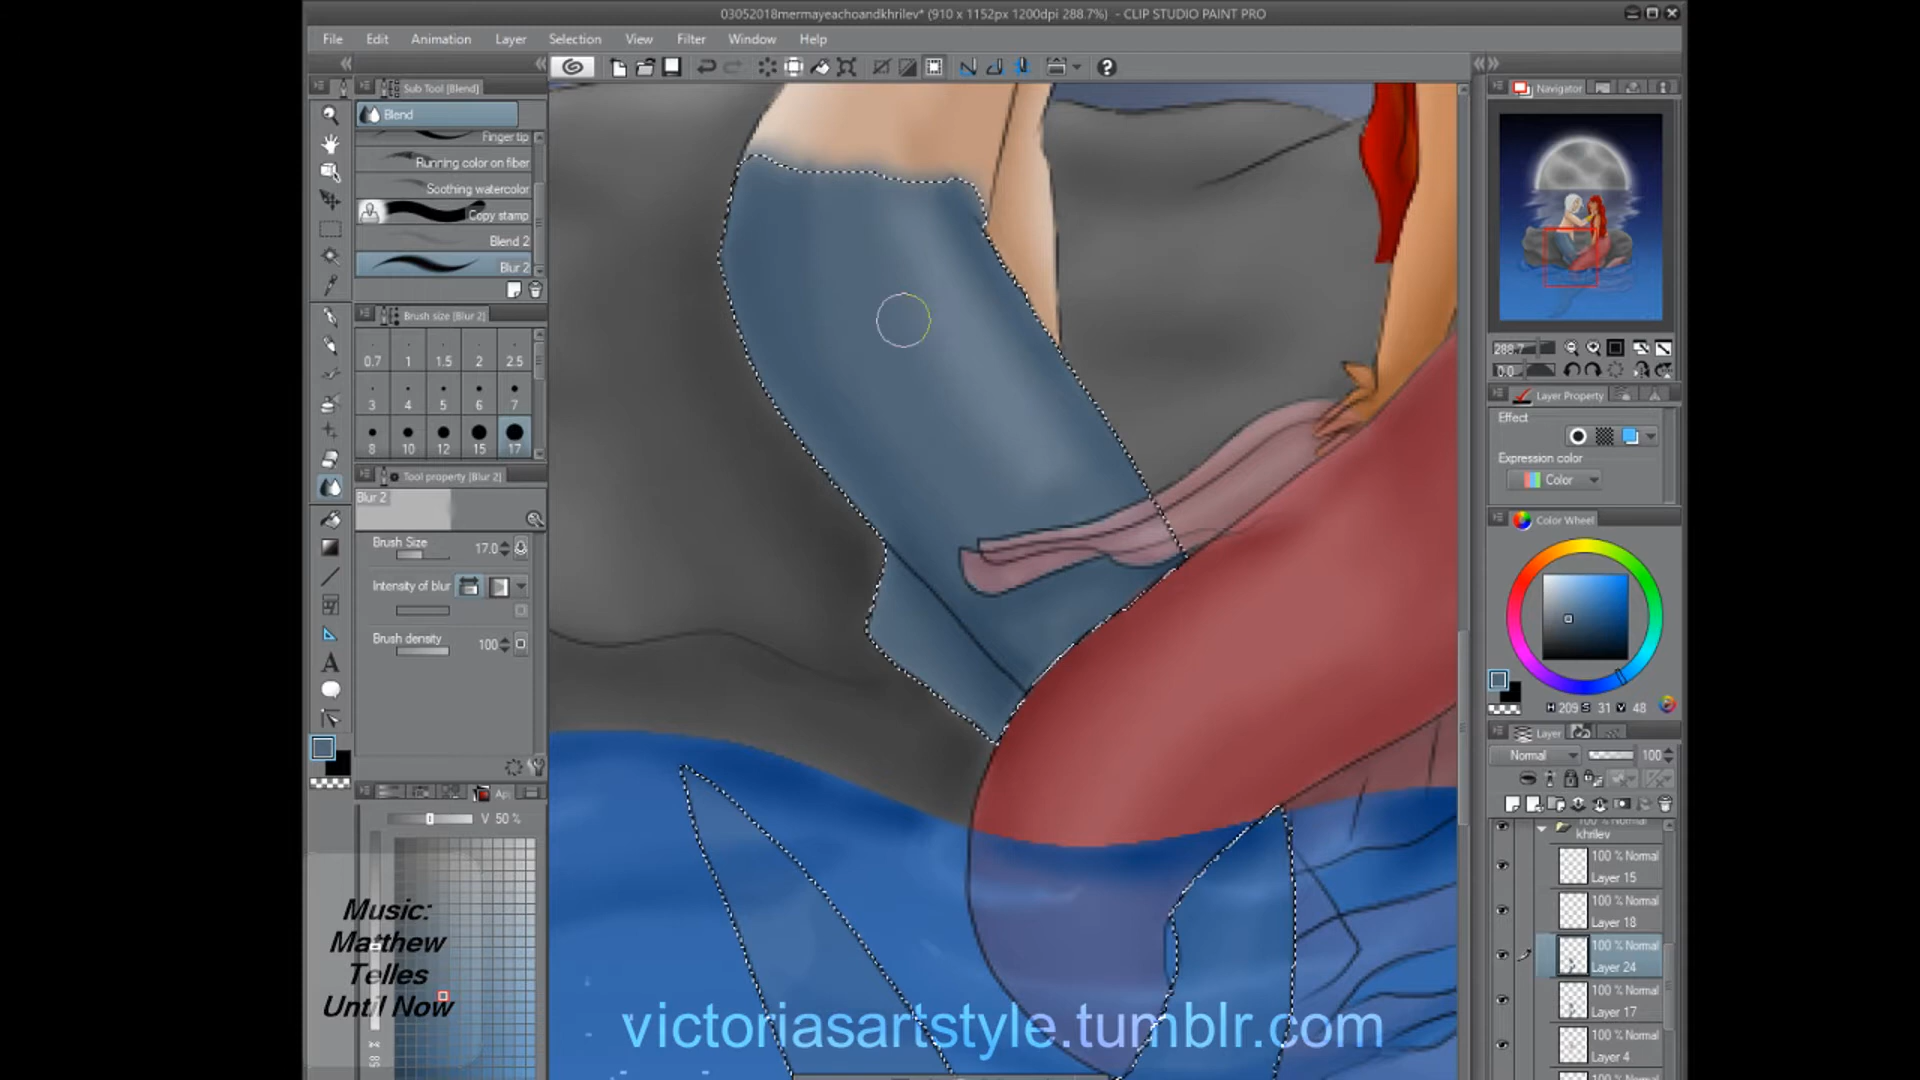 03052018mermayeachoandkhrilev* (910 x 1152px 1200dpi 288.7%) - CLIP STUDIO PAINT PRO
File Edit Animation Layer Selection View Filter Window Help
Sub Tool [Blend]
Blend
Finger tip
Running color on fiber
Soothing watercolor
Copy stamp
Blend 2
Blur 2
Brush size [Blur 2]
0.7 1 1.5 2 2.5
3 4 5 6 7
8 10 12 15 17
Tool property [Blur 2]
Blur 2
Brush Size 17.0
Intensity of blur
Brush density 100
V 50 %
Music:
Matthew
Telles
Until Now
victoriasartstyle.tumblr.com
Navigator
288.7
0.0
Layer Property
Effect
Expression color
Color
Color Wheel
H 209 S 31 V 48
Layer
Normal 100
100 % Normal
khrilev
100 % Normal
Layer 15
100 % Normal
Layer 18
100 % Normal
Layer 24
100 % Normal
Layer 17
100 % Normal
Layer 4